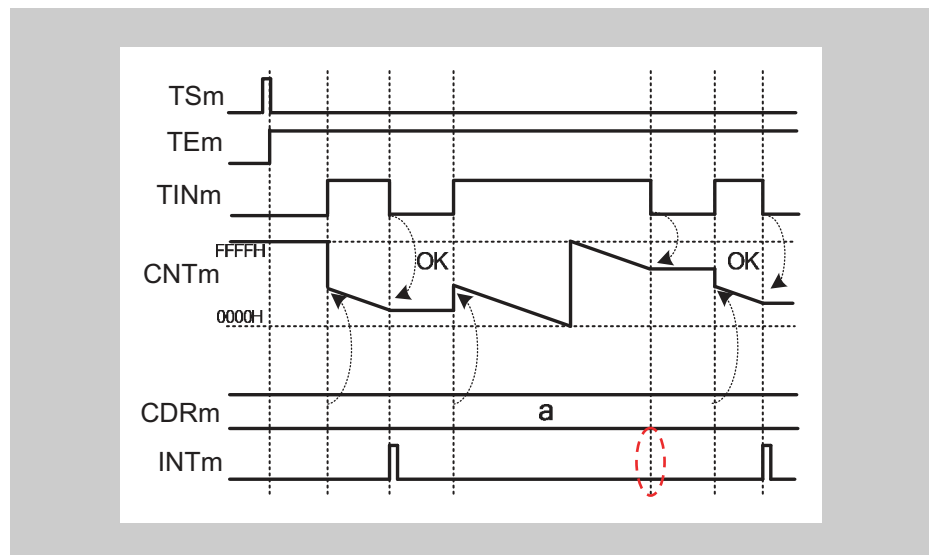 TSm
TEm
TINm
FFFFH
CNTm
OK
OK
0000H
CDRm
a
INTm